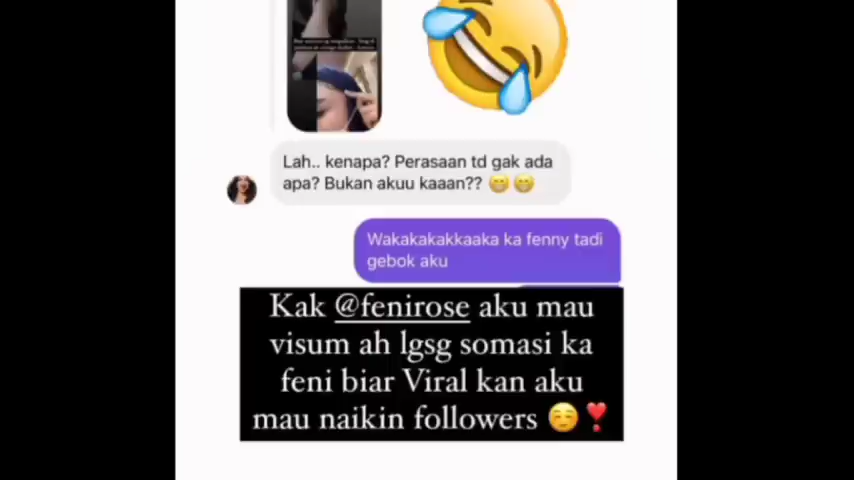 Lah.. kenapa? Perasaan td gak ada
apa? Bukan akuu kaaan?? 😁😁
Wakakakakkaaka ka fenny tadi
gebok aku
Kak @fenirose aku mau
visum ah lgsg somasi ka
feni biar Viral kan aku
mau naikin followers ☺️❣️